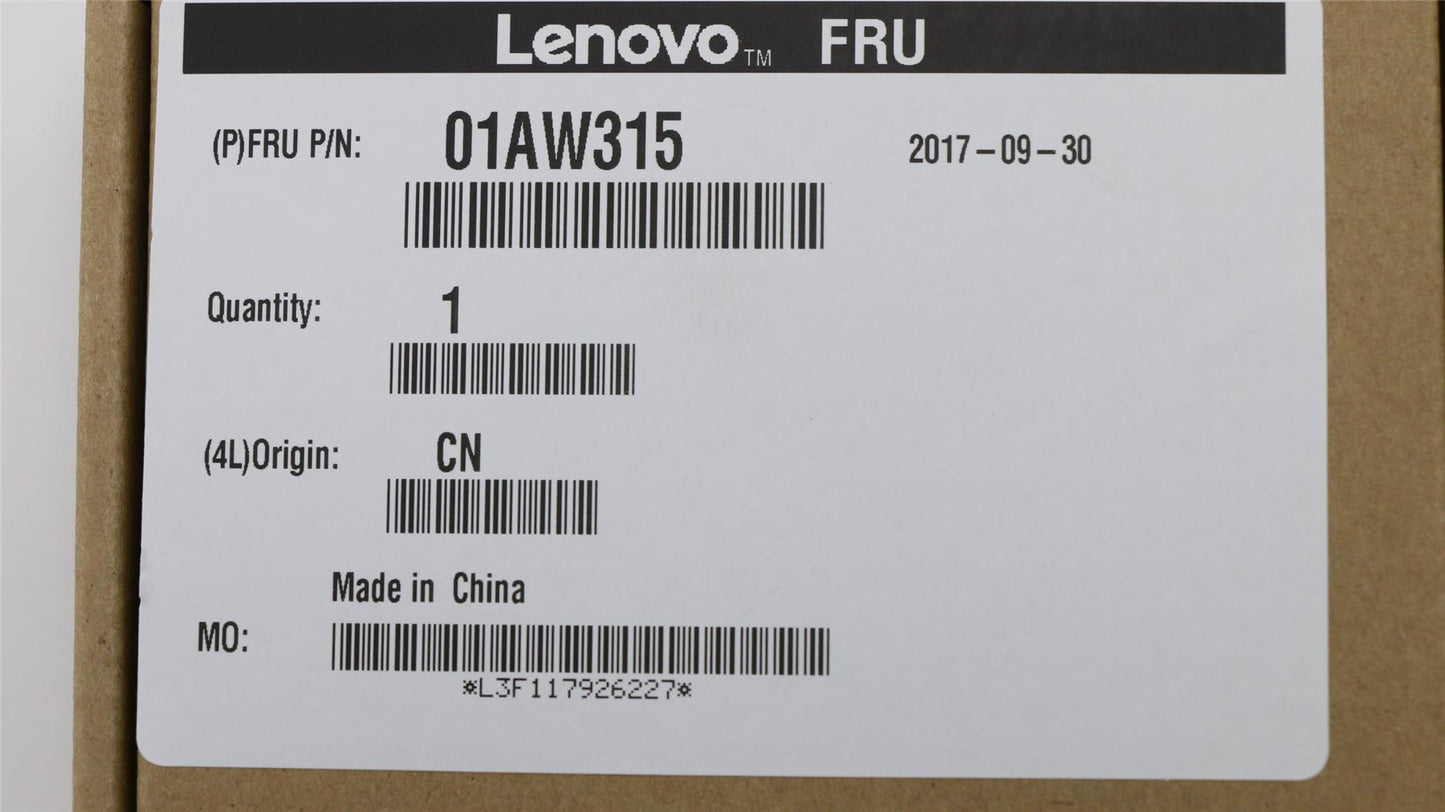 Lenovo™ FRU
(P)FRU P/N: 01AW315 2017-09-30
Quantity: 1
(4L)Origin: CN
Made in China
MO:
*L3F117926227*